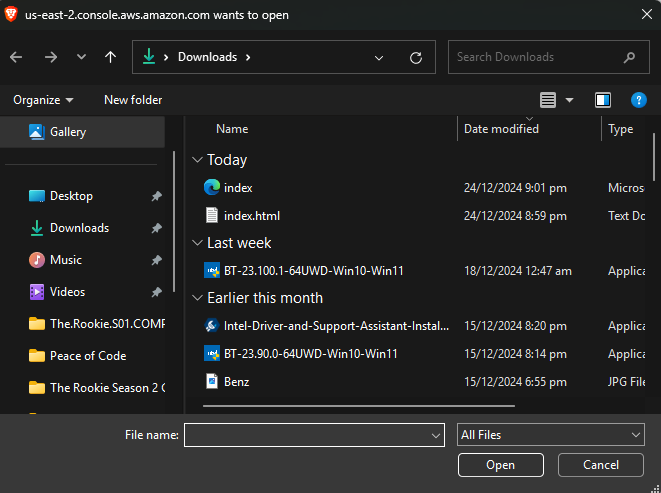 us-east-2.console.aws.amazon.com wants to open
Downloads
Search Downloads
Organize New folder
Gallery
Desktop
Downloads
Music
Videos
The.Rookie.S01.COMP
Peace of Code
The Rookie Season 2 C
Name Date modified Type
Today
index 24/12/2024 9:01 pm Micros
index.html 24/12/2024 8:59 pm Text Do
Last week
BT-23.100.1-64UWD-Win10-Win11 18/12/2024 12:47 am Applica
Earlier this month
Intel-Driver-and-Support-Assistant-Instal... 15/12/2024 8:20 pm Applica
BT-23.90.0-64UWD-Win10-Win11 15/12/2024 8:14 pm Applica
Benz 15/12/2024 6:55 pm JPG File
File name: All Files
Open Cancel